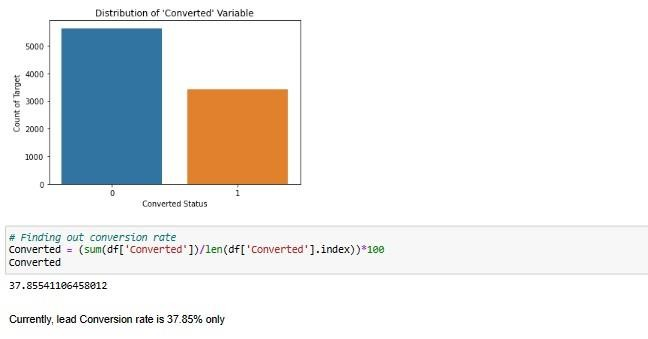 Distribution of 'Converted' Variable
5000
4000
3000
2000
1000
0
Count of Target
0 1
Converted Status
# Finding out conversion rate
Converted = (sum(df['Converted'])/len(df['Converted'].index))*100
Converted
37.85541106458012
Currently, lead Conversion rate is 37.85% only